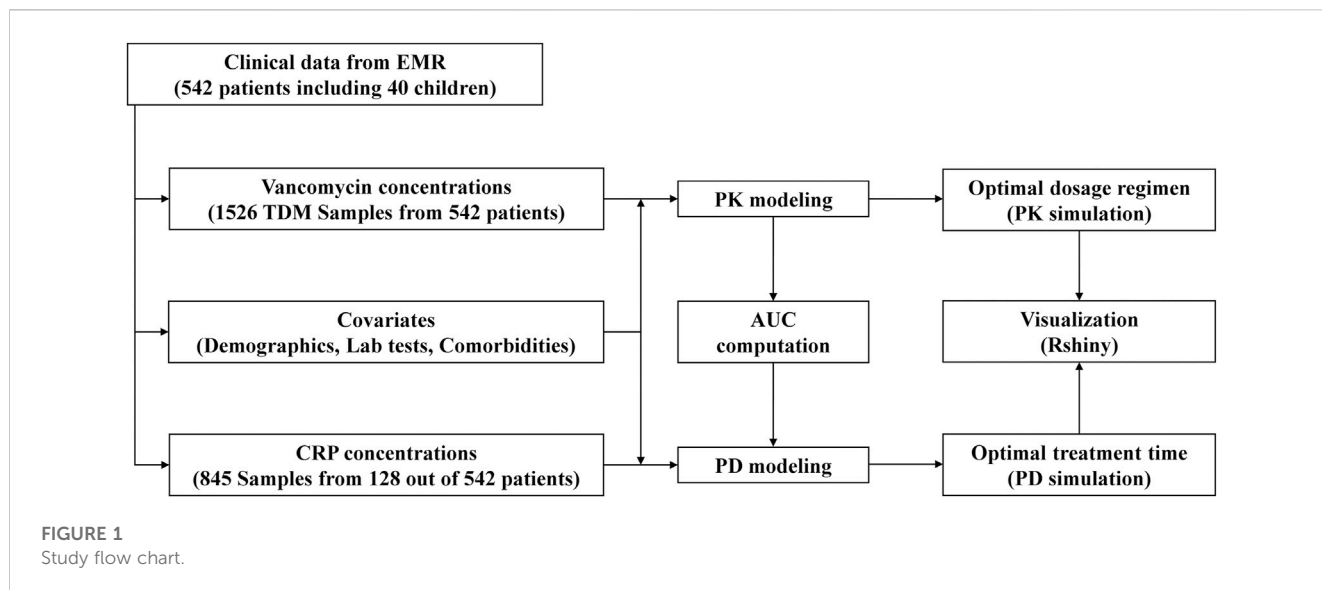 Clinical data from EMR
(542 patients including 40 children)
Vancomycin concentrations
(1526 TDM Samples from 542 patients)
PK modeling
Optimal dosage regimen
(PK simulation)
Covariates
(Demographics, Lab tests, Comorbidities)
AUC
computation
Visualization
(Rshiny)
CRP concentrations
(845 Samples from 128 out of 542 patients)
PD modeling
Optimal treatment time
(PD simulation)
FIGURE 1
Study flow chart.